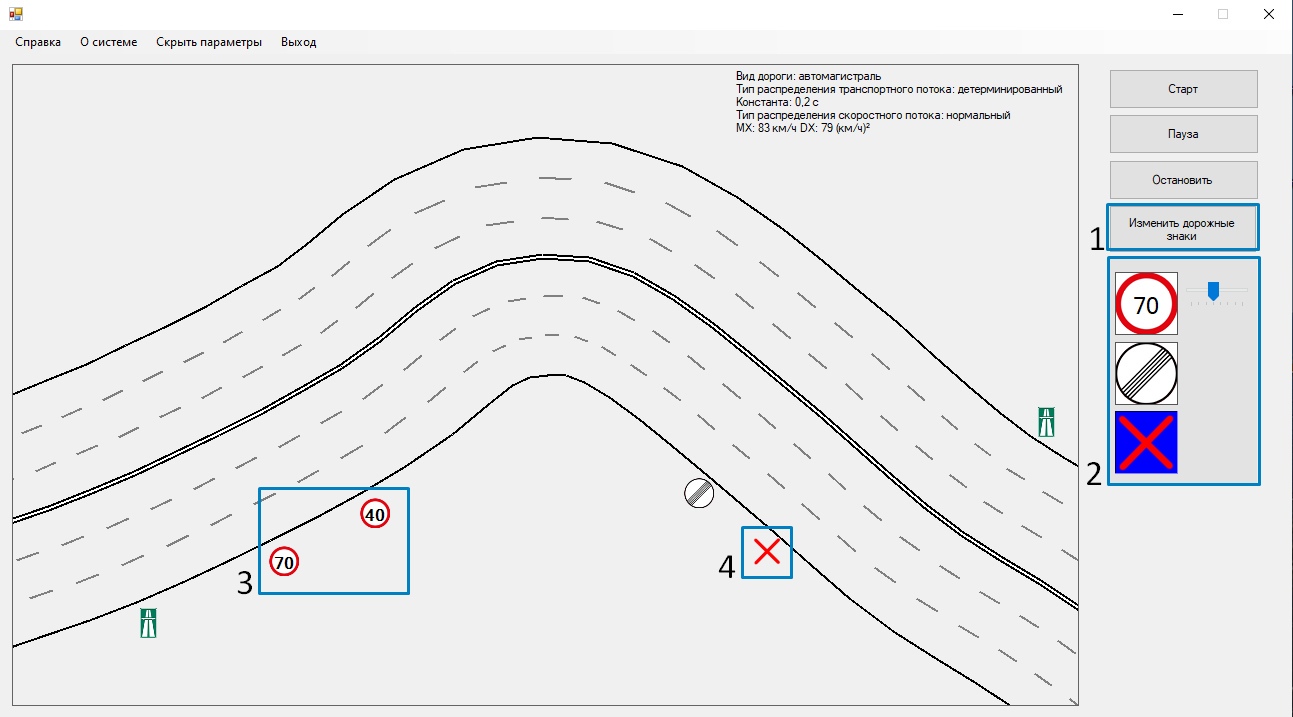 Справка О системе Скрыть параметры Выход
Вид дороги: автомагистраль
Тип распределения транспортного потока: детерминированный
Константа: 0,2 с
Тип распределения скоростного потока: нормальный
MX: 83 км/ч DX: 79 (км/ч)²
Старт
Пауза
Остановить
1
Изменить дорожные
знаки
70
2
40
70
3
4